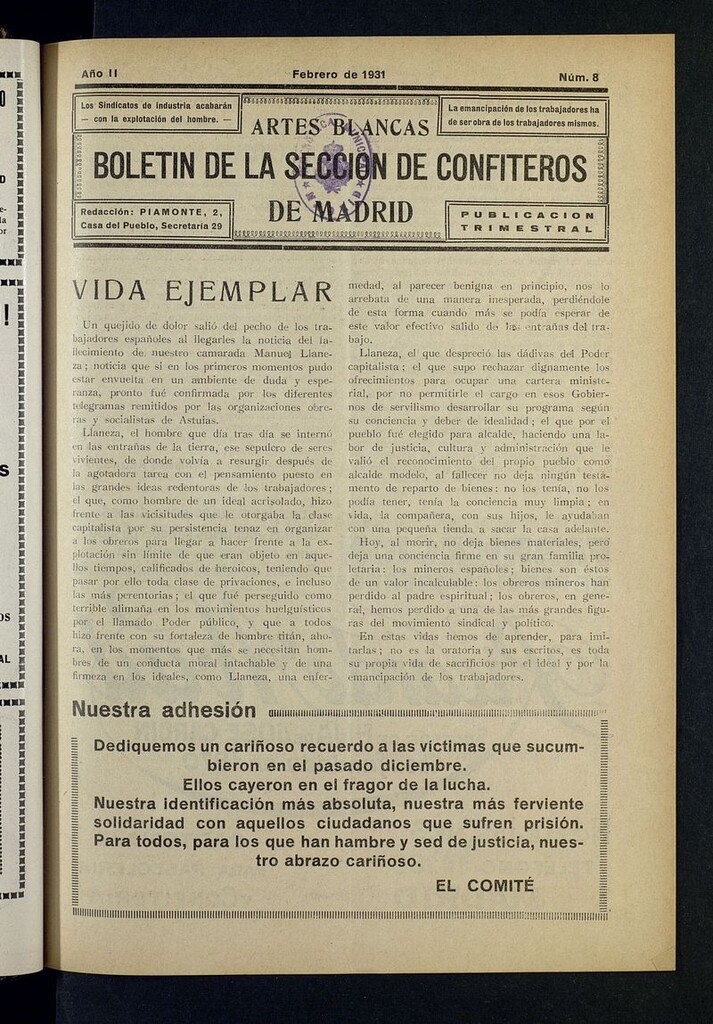 Año II Febrero de 1931 Núm. 8
Los Sindicatos de industria acabarán
— con la explotación del hombre. —
ARTES BLANCAS
La emancipación de los trabajadores ha
de ser obra de los trabajadores mismos.
BOLETIN DE LA SECCION DE CONFITEROS
DE MADRID
Redacción: PIAMONTE, 2,
Casa del Pueblo, Secretaría 29
PUBLICACION
TRIMESTRAL
VIDA EJEMPLAR
Un quejido de dolor salió del pecho de los tra-
bajadores españoles al llegarles la noticia del fa-
llecimiento de nuestro camarada Manuel Llane-
za; noticia que si en los primeros momentos pudo
estar envuelta en un ambiente de duda y espe-
ranza, pronto fué confirmada por los diferentes
telegramas remitidos por las organizaciones obre-
ras y socialistas de Astuias.
Llaneza, el hombre que día tras día se internó
en las entrañas de la tierra, ese sepulcro de seres
vivientes, de donde volvía a resurgir después de
la agotadora tarea con el pensamiento puesto en
las grandes ideas redentoras de los trabajadores;
el que, como hombre de un ideal acrisolado, hizo
frente a las vicisitudes que le otorgaba la clase
capitalista por su persistencia tenaz en organizar
a los obreros para llegar a hacer frente a la ex-
plotación sin límite de que eran objeto en aque-
llos tiempos, calificados de heroicos, teniendo que
pasar por ello toda clase de privaciones, e incluso
las más perentorias; el que fué perseguido como
terrible alimaña en los movimientos huelguísticos
por el llamado Poder público, y que a todos
hizo frente con su fortaleza de hombre titán, aho-
ra, en los momentos que más se necesitan hom-
bres de un conducta moral intachable y de una
firmeza en los ideales, como Llaneza, una enfer-
medad, al parecer benigna en principio, nos lo
arrebata de una manera inesperada, perdiéndole
de esta forma cuando más se podía esperar de
este valor efectivo salido de las entrañas del tra-
bajo.
Llaneza, el que despreció las dádivas del Poder
capitalista; el que supo rechazar dignamente los
ofrecimientos para ocupar una cartera ministe-
rial, por no permitirle el cargo en esos Gobier-
nos de servilismo desarrollar su programa según
su conciencia y deber de idealidad; el que por el
pueblo fué elegido para alcalde, haciendo una la-
bor de justicia, cultura y administración que le
valió el reconocimiento del propio pueblo como
alcalde modelo, al fallecer no deja ningún testa-
mento de reparto de bienes: no los tenía, no los
podía tener, tenía la conciencia muy limpia; en
vida, la compañera, con sus hijos, le ayudaban
con una pequeña tienda a sacar la casa adelante.
Hoy, al morir, no deja bienes materiales, pero
deja una conciencia firme en su gran familia pro-
letaria: los mineros españoles; bienes son éstos
de un valor incalculable: los obreros mineros han
perdido al padre espiritual; los obreros, en gene-
ral, hemos perdido a una de las más grandes figu-
ras del movimiento sindical y político.
En estas vidas hemos de aprender, para imi-
tarlas; no es la oratoria y sus escritos, es toda
su propia vida de sacrificios por el ideal y por la
emancipación de los trabajadores.
Nuestra adhesión
Dediquemos un cariñoso recuerdo a las víctimas que sucum-
bieron en el pasado diciembre.
Ellos cayeron en el fragor de la lucha.
Nuestra identificación más absoluta, nuestra más ferviente
solidaridad con aquellos ciudadanos que sufren prisión.
Para todos, para los que han hambre y sed de justicia, nues-
tro abrazo cariñoso.
EL COMITÉ